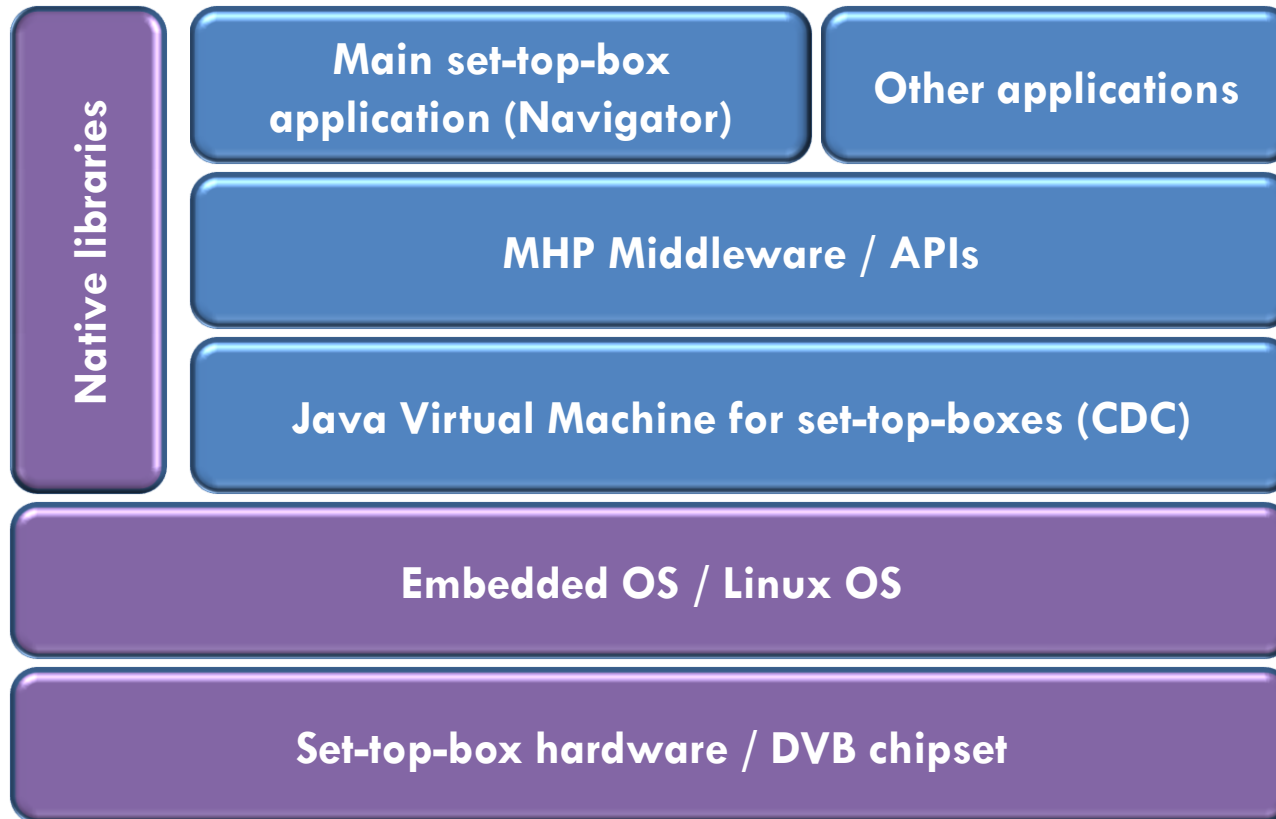 Native libraries
Main set-top-box
application (Navigator)
Other applications
MHP Middleware / APIs
Java Virtual Machine for set-top-boxes (CDC)
Embedded OS / Linux OS
Set-top-box hardware / DVB chipset